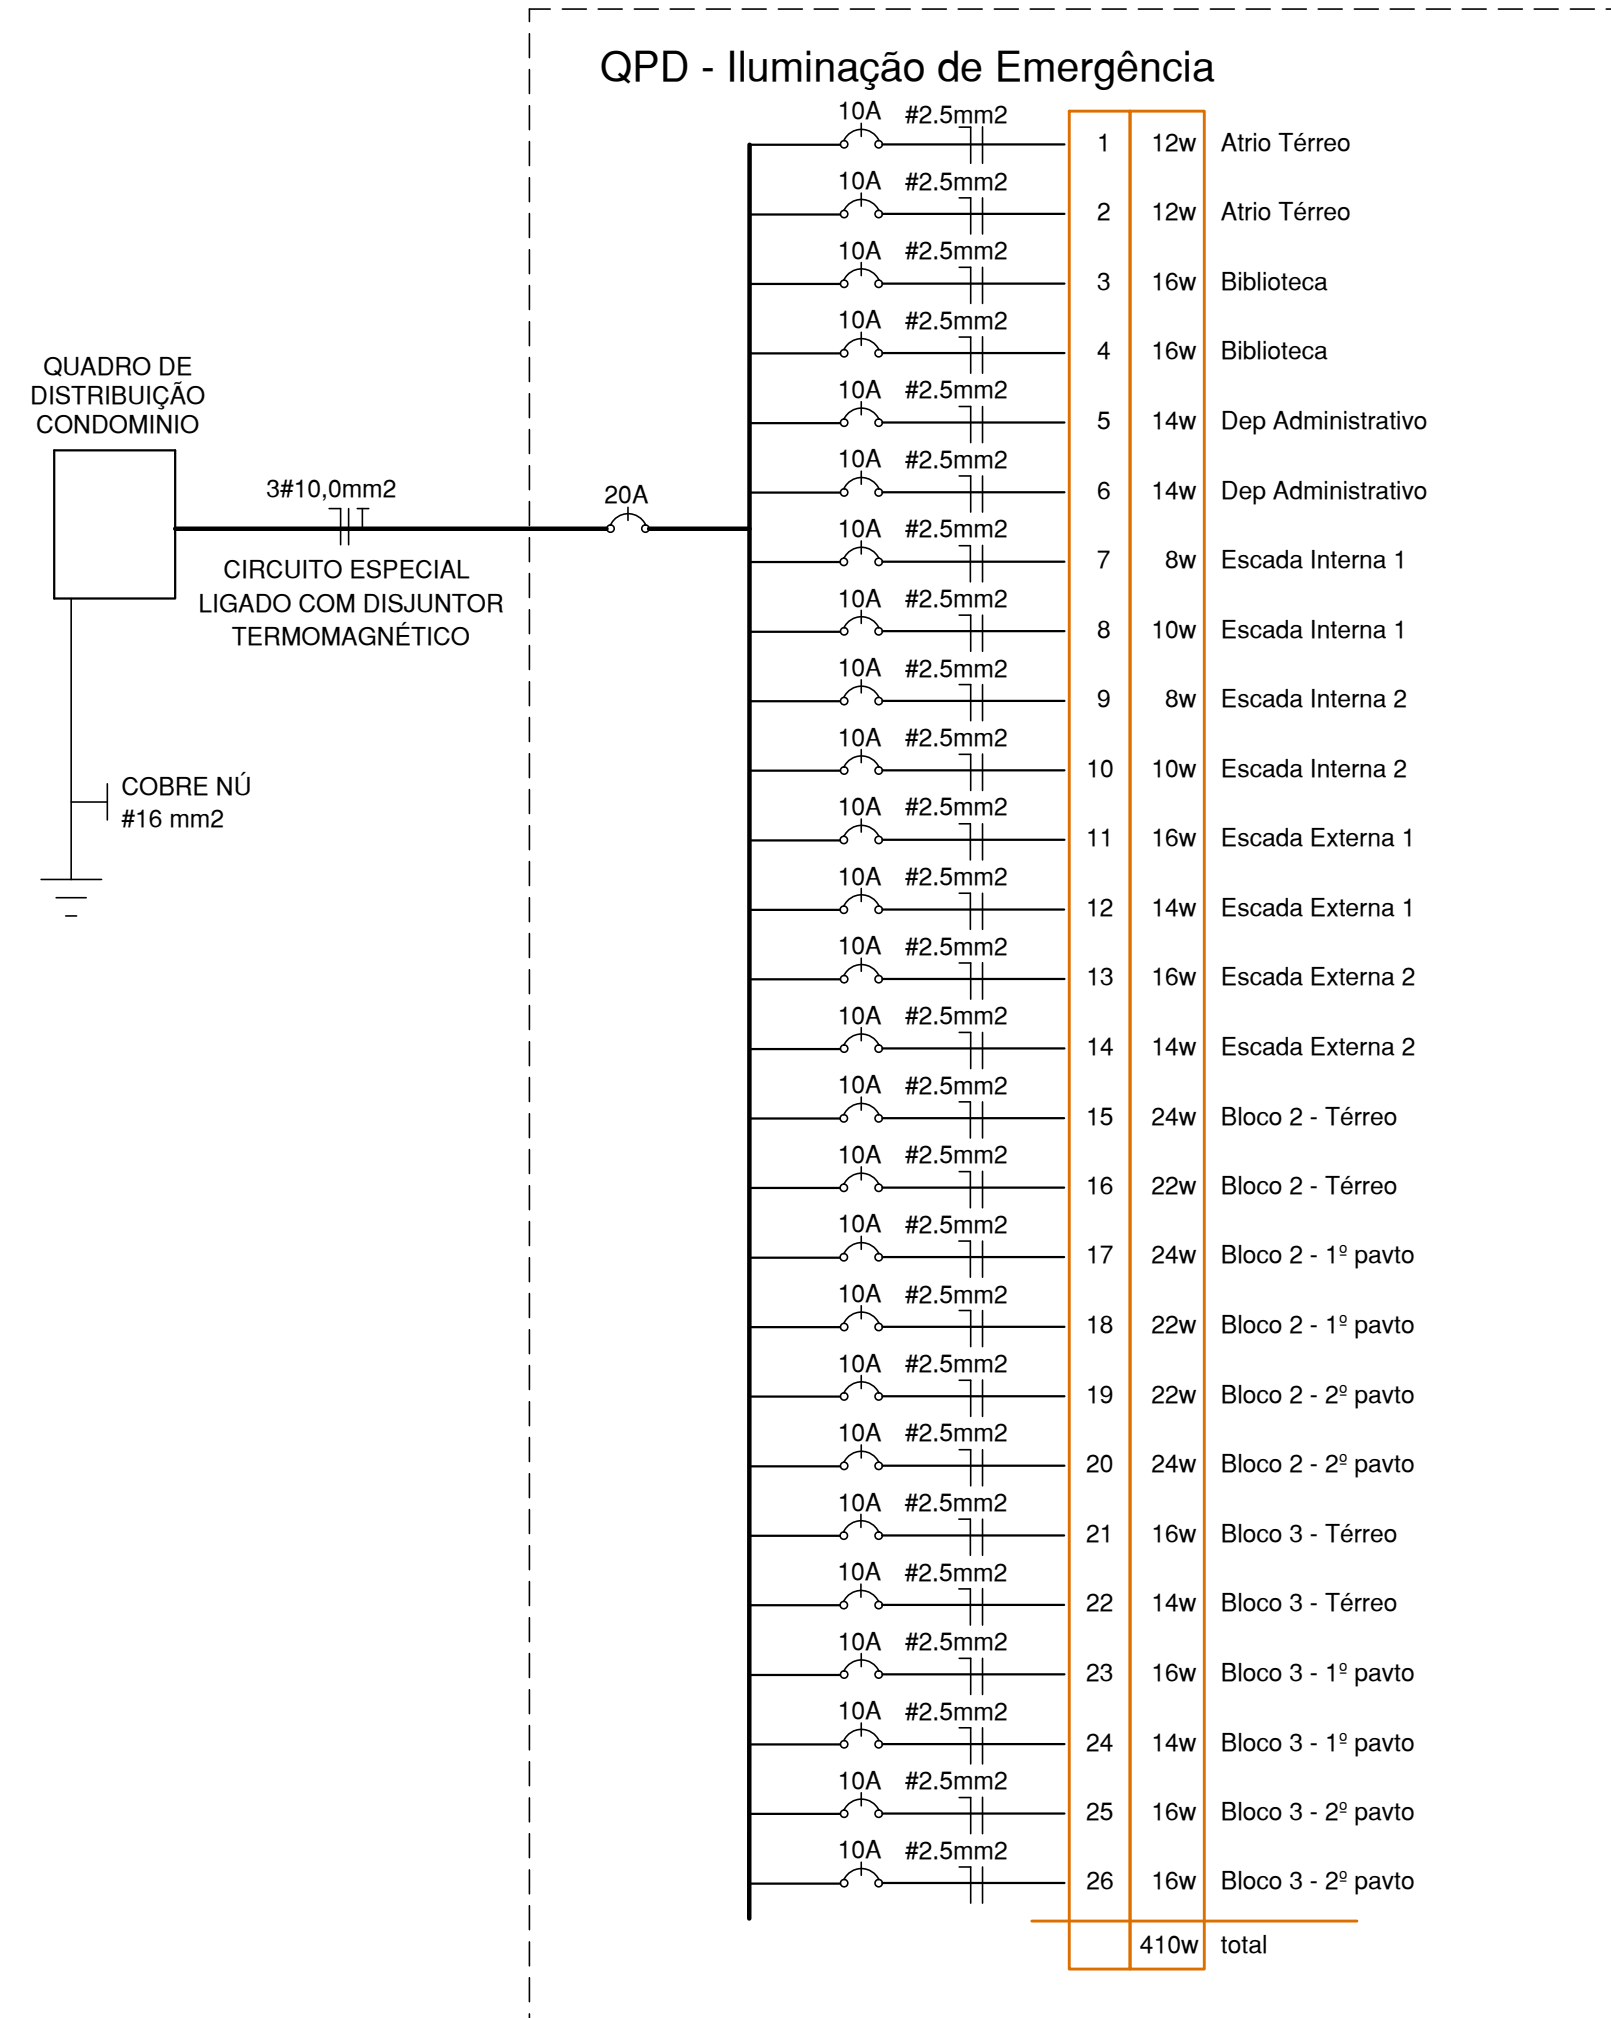 QPD - Iluminação de Emergência
QUADRO DE
DISTRIBUIÇÃO
CONDOMINIO
3#10,0mm2
CIRCUITO ESPECIAL
LIGADO COM DISJUNTOR
TERMOMAGNÉTICO
COBRE NÚ
#16 mm2
20A
10A #2.5mm2 1 12w Atrio Térreo
10A #2.5mm2 2 12w Atrio Térreo
10A #2.5mm2 3 16w Biblioteca
10A #2.5mm2 4 16w Biblioteca
10A #2.5mm2 5 14w Dep Administrativo
10A #2.5mm2 6 14w Dep Administrativo
10A #2.5mm2 7 8w Escada Interna 1
10A #2.5mm2 8 10w Escada Interna 1
10A #2.5mm2 9 8w Escada Interna 2
10A #2.5mm2 10 10w Escada Interna 2
10A #2.5mm2 11 16w Escada Externa 1
10A #2.5mm2 12 14w Escada Externa 1
10A #2.5mm2 13 16w Escada Externa 2
10A #2.5mm2 14 14w Escada Externa 2
10A #2.5mm2 15 24w Bloco 2 - Térreo
10A #2.5mm2 16 22w Bloco 2 - Térreo
10A #2.5mm2 17 24w Bloco 2 - 1º pavto
10A #2.5mm2 18 22w Bloco 2 - 1º pavto
10A #2.5mm2 19 22w Bloco 2 - 2º pavto
10A #2.5mm2 20 24w Bloco 2 - 2º pavto
10A #2.5mm2 21 16w Bloco 3 - Térreo
10A #2.5mm2 22 14w Bloco 3 - Térreo
10A #2.5mm2 23 16w Bloco 3 - 1º pavto
10A #2.5mm2 24 14w Bloco 3 - 1º pavto
10A #2.5mm2 25 16w Bloco 3 - 2º pavto
10A #2.5mm2 26 16w Bloco 3 - 2º pavto
410w total